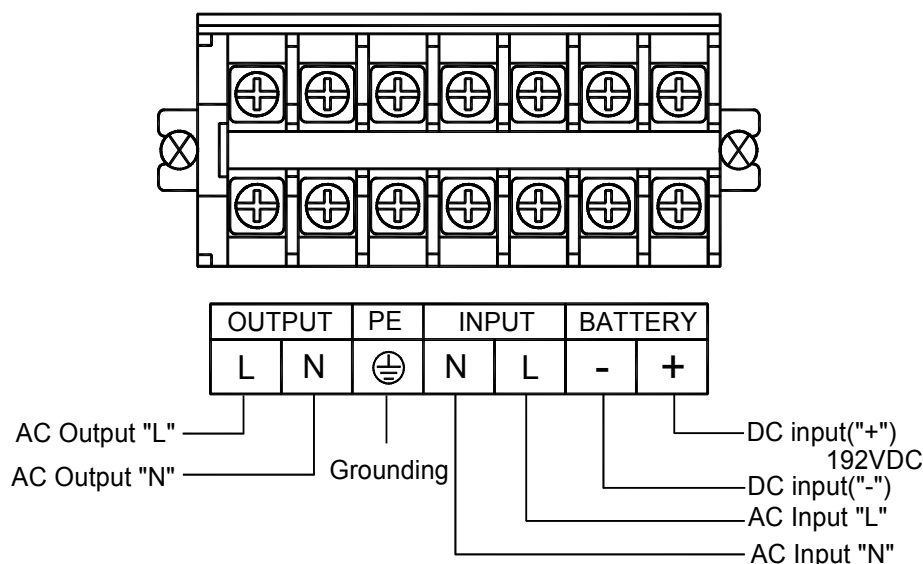 OUTPUT PE INPUT BATTERY
L N N L - +
AC Output "L"
AC Output "N"
Grounding
DC input("+")
192VDC
DC input("-")
AC Input "L"
AC Input "N"